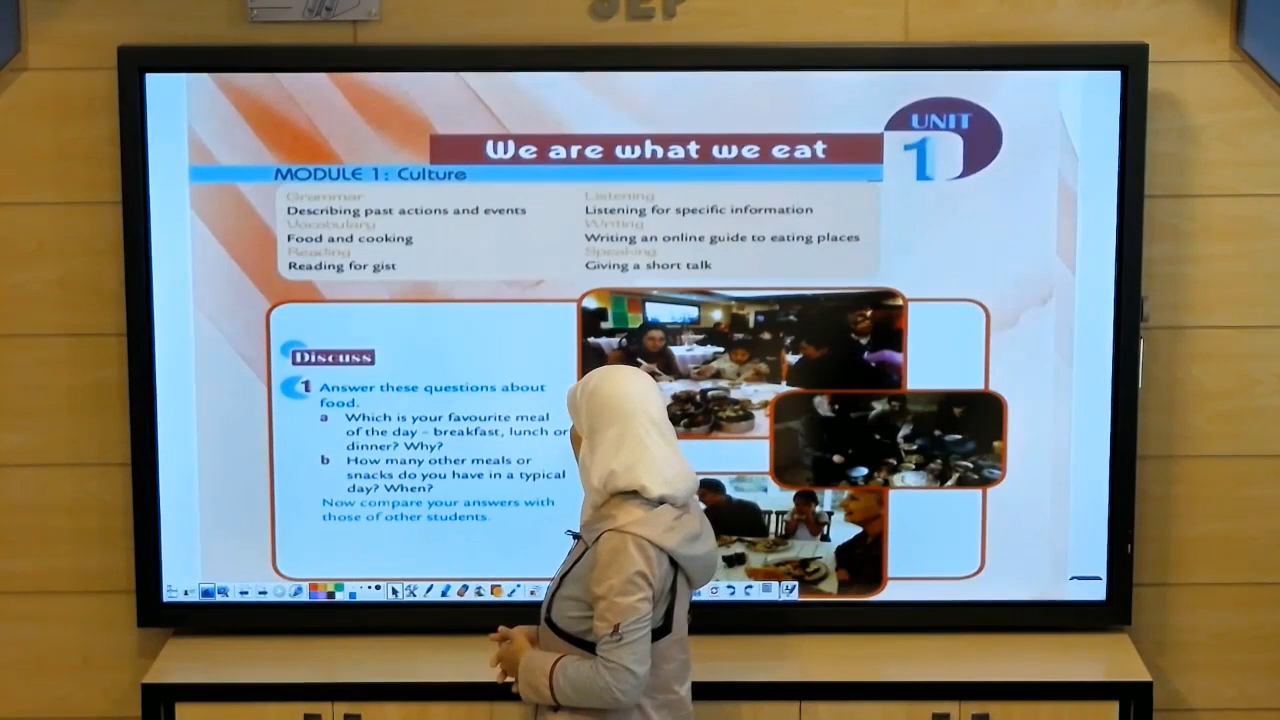 SEP
UNIT
1
We are what we eat
MODULE 1: Culture
Grammar
Describing past actions and events
Vocabulary
Food and cooking
Reading
Reading for gist
Listening
Listening for specific information
Writing
Writing an online guide to eating places
Speaking
Giving a short talk
Discuss
1 Answer these questions about
food.
a Which is your favourite meal
of the day – breakfast, lunch or
dinner? Why?
b How many other meals or
snacks do you have in a typical
day? When?
Now compare your answers with
those of other students.